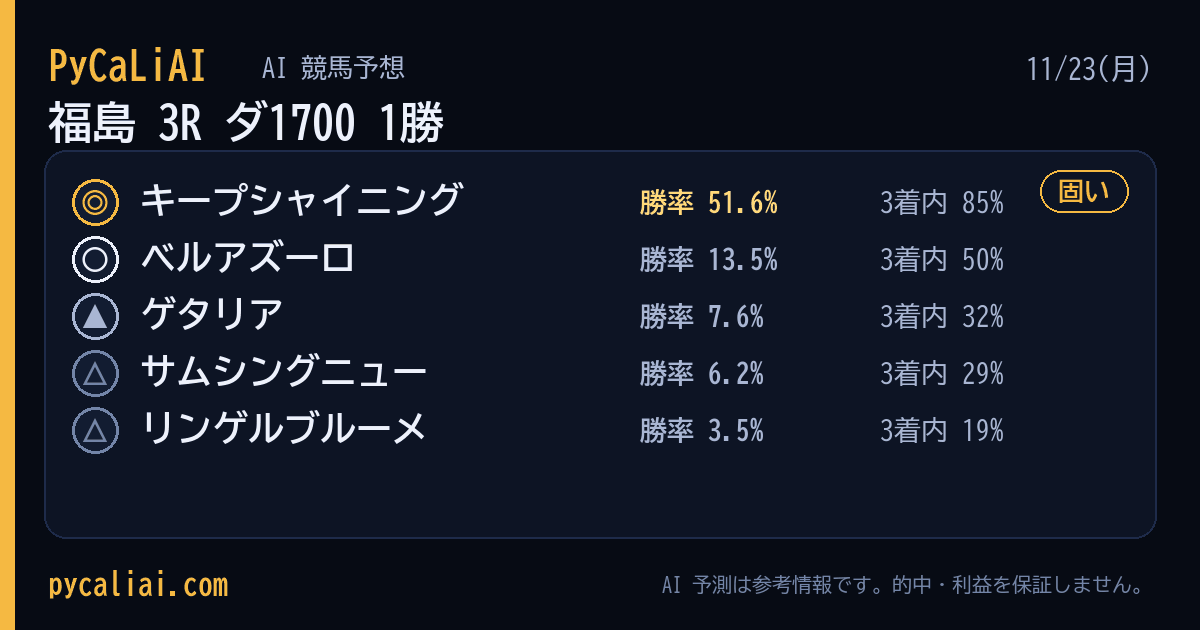 PyCaLiAI AI 競馬予想 11/23(月)
福島 3R ダ1700 1勝
◎ キープシャイニング 勝率 51.6% 3着内 85% 固い
○ ベルアズーロ 勝率 13.5% 3着内 50%
▲ ゲタリア 勝率 7.6% 3着内 32%
△ サムシングニュー 勝率 6.2% 3着内 29%
△ リンゲルブルーメ 勝率 3.5% 3着内 19%
pycaliai.com AI 予測は参考情報です。的中・利益を保証しません。